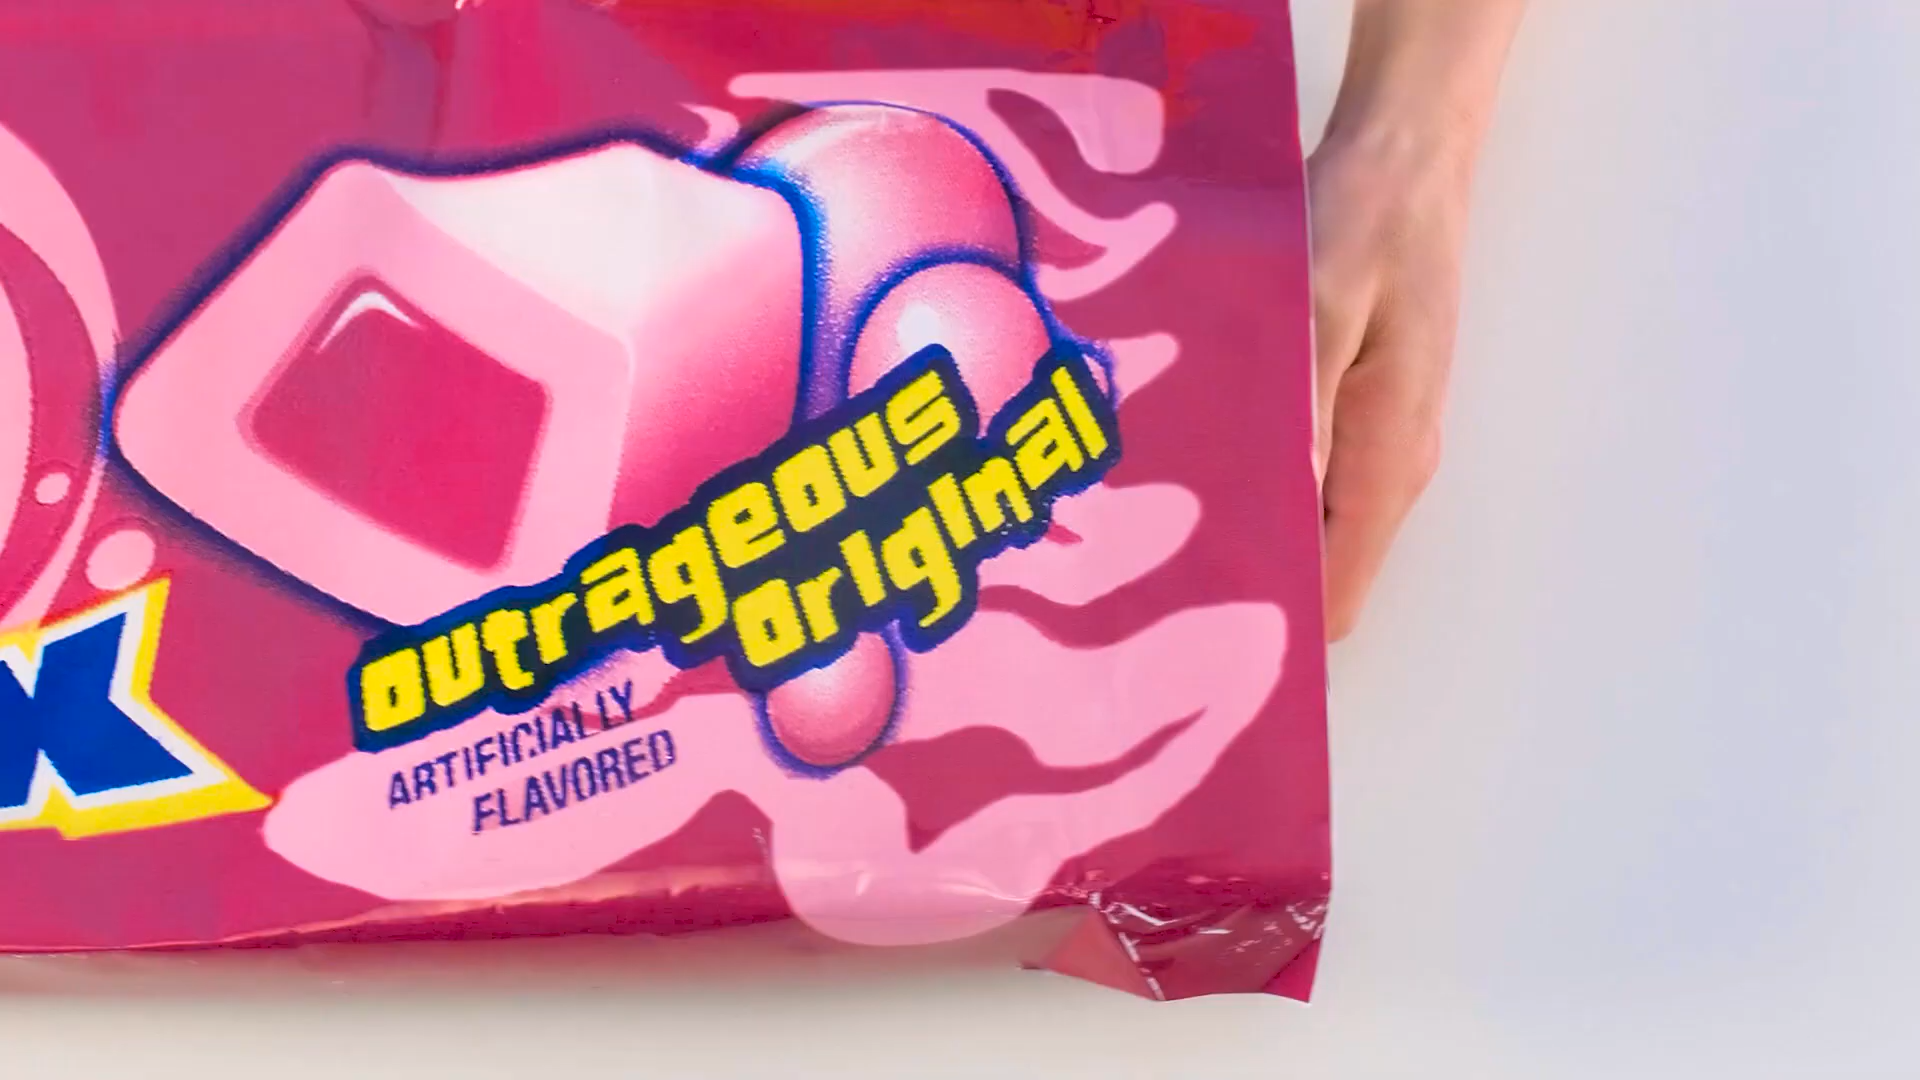 outrageous
original
ARTIFICIALLY
FLAVORED
X